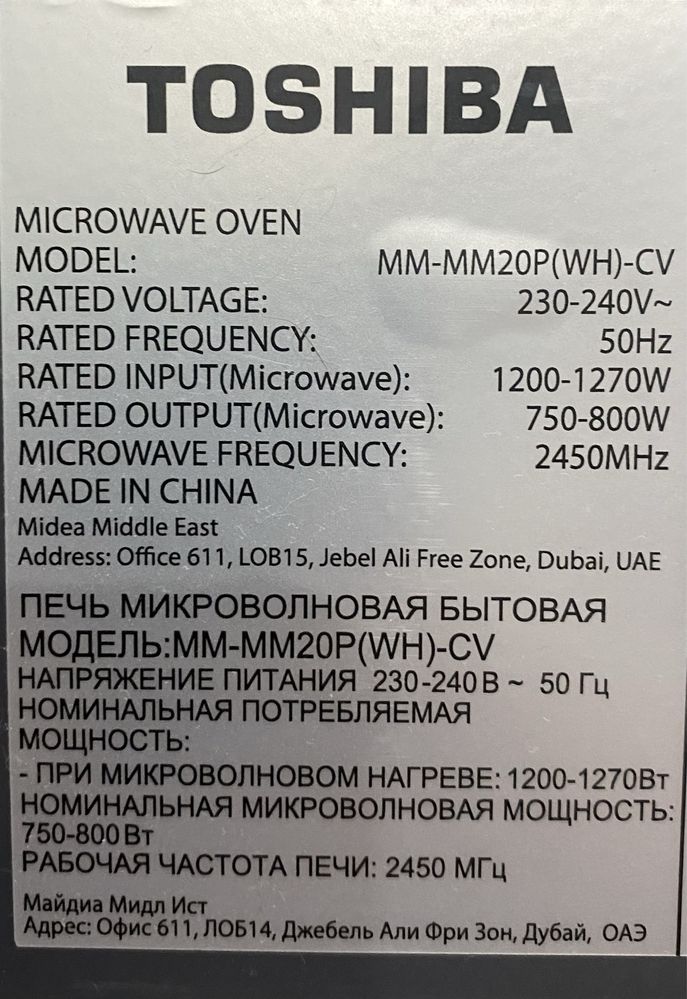 TOSHIBA
MICROWAVE OVEN
MODEL: MM-MM20P(WH)-CV
RATED VOLTAGE: 230-240V~
RATED FREQUENCY: 50Hz
RATED INPUT(Microwave): 1200-1270W
RATED OUTPUT(Microwave): 750-800W
MICROWAVE FREQUENCY: 2450MHz
MADE IN CHINA
Midea Middle East
Address: Office 611, LOB15, Jebel Ali Free Zone, Dubai, UAE
ПЕЧЬ МИКРОВОЛНОВАЯ БЫТОВАЯ
МОДЕЛЬ:MM-MM20P(WH)-CV
НАПРЯЖЕНИЕ ПИТАНИЯ 230-240 В ~ 50 Гц
НОМИНАЛЬНАЯ ПОТРЕБЛЯЕМАЯ
МОЩНОСТЬ:
- ПРИ МИКРОВОЛНОВОМ НАГРЕВЕ: 1200-1270Вт
НОМИНАЛЬНАЯ МИКРОВОЛНОВАЯ МОЩНОСТЬ:
750-800 Вт
РАБОЧАЯ ЧАСТОТА ПЕЧИ: 2450 МГц
Майдиа Мидл Ист
Адрес: Офис 611, ЛОБ14, Джебель Али Фри Зон, Дубай, ОАЭ